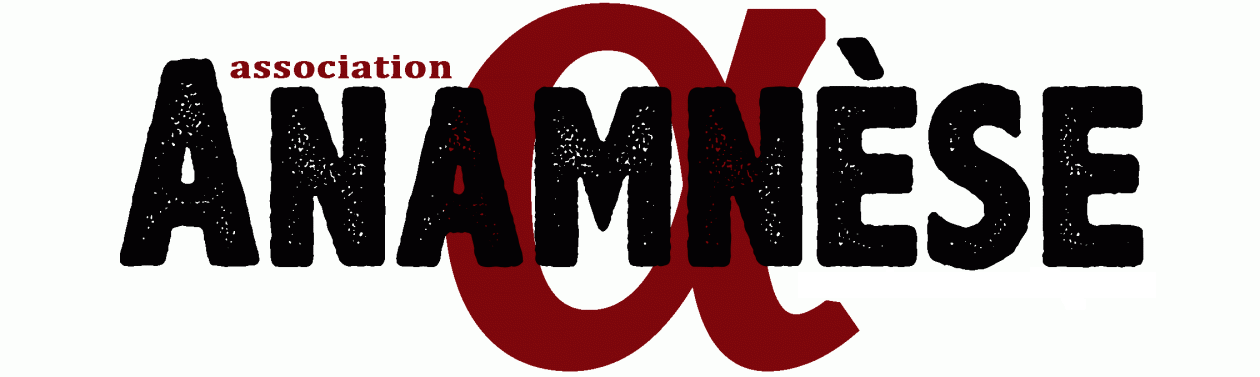 association
ANAMNÈSE
α